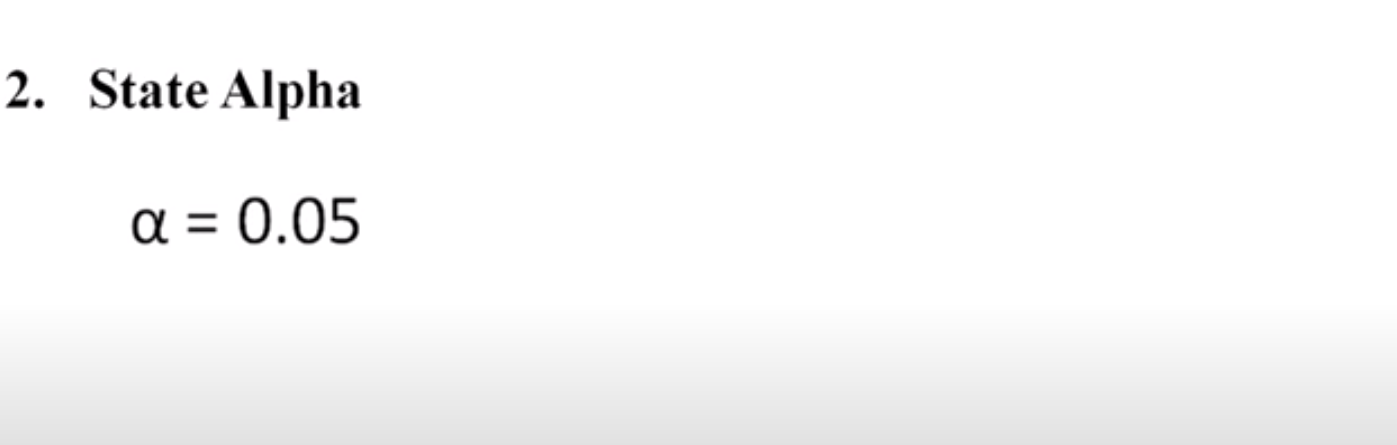 2. State Alpha
α = 0.05